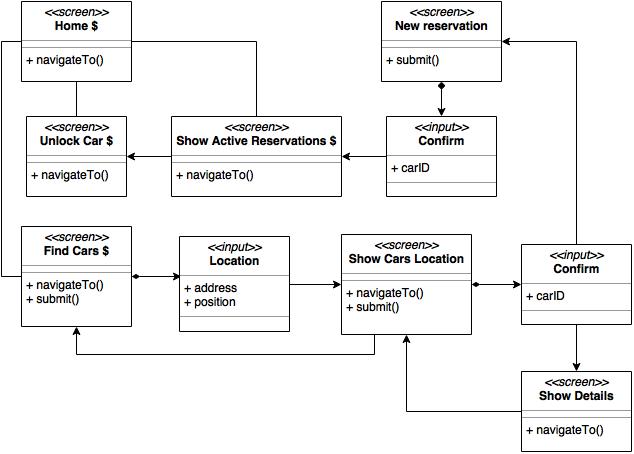 <<screen>>
Home $
+ navigateTo()
<<screen>>
New reservation
+ submit()
<<screen>>
Unlock Car $
+ navigateTo()
<<screen>>
Show Active Reservations $
+ navigateTo()
<<input>>
Confirm
+ carID
<<screen>>
Find Cars $
+ navigateTo()
+ submit()
<<input>>
Location
+ address
+ position
<<screen>>
Show Cars Location
+ navigateTo()
+ submit()
<<input>>
Confirm
+ carID
<<screen>>
Show Details
+ navigateTo()